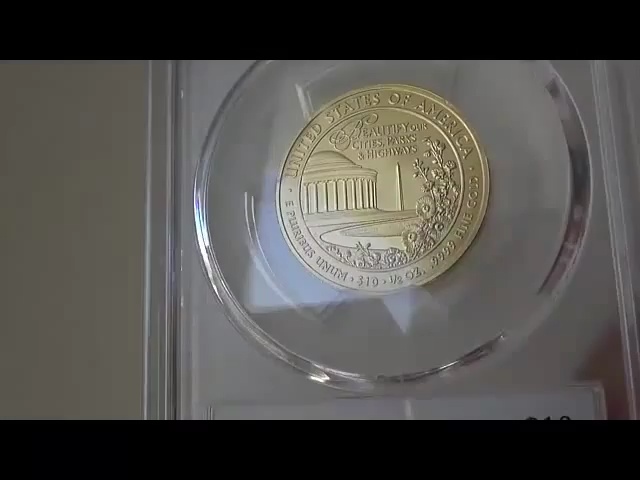 UNITED STATES OF AMERICA
BEAUTIFY OUR
CITIES, PARKS
& HIGHWAYS
E PLURIBUS UNUM · $10 · 1/2 OZ. .9999 FINE GOLD